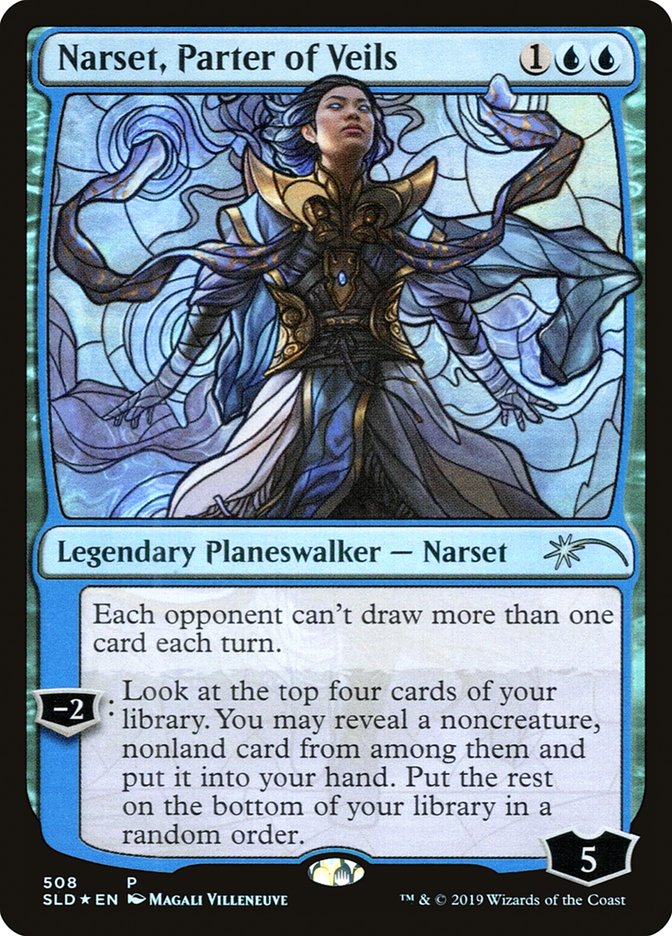 Narset, Parter of Veils 1
Legendary Planeswalker — Narset
Each opponent can't draw more than one
card each turn.
−2 : Look at the top four cards of your
library. You may reveal a noncreature,
nonland card from among them and
put it into your hand. Put the rest
on the bottom of your library in a
random order.
5
508 P
SLD ★ EN Magali Villeneuve
™ & © 2019 Wizards of the Coast